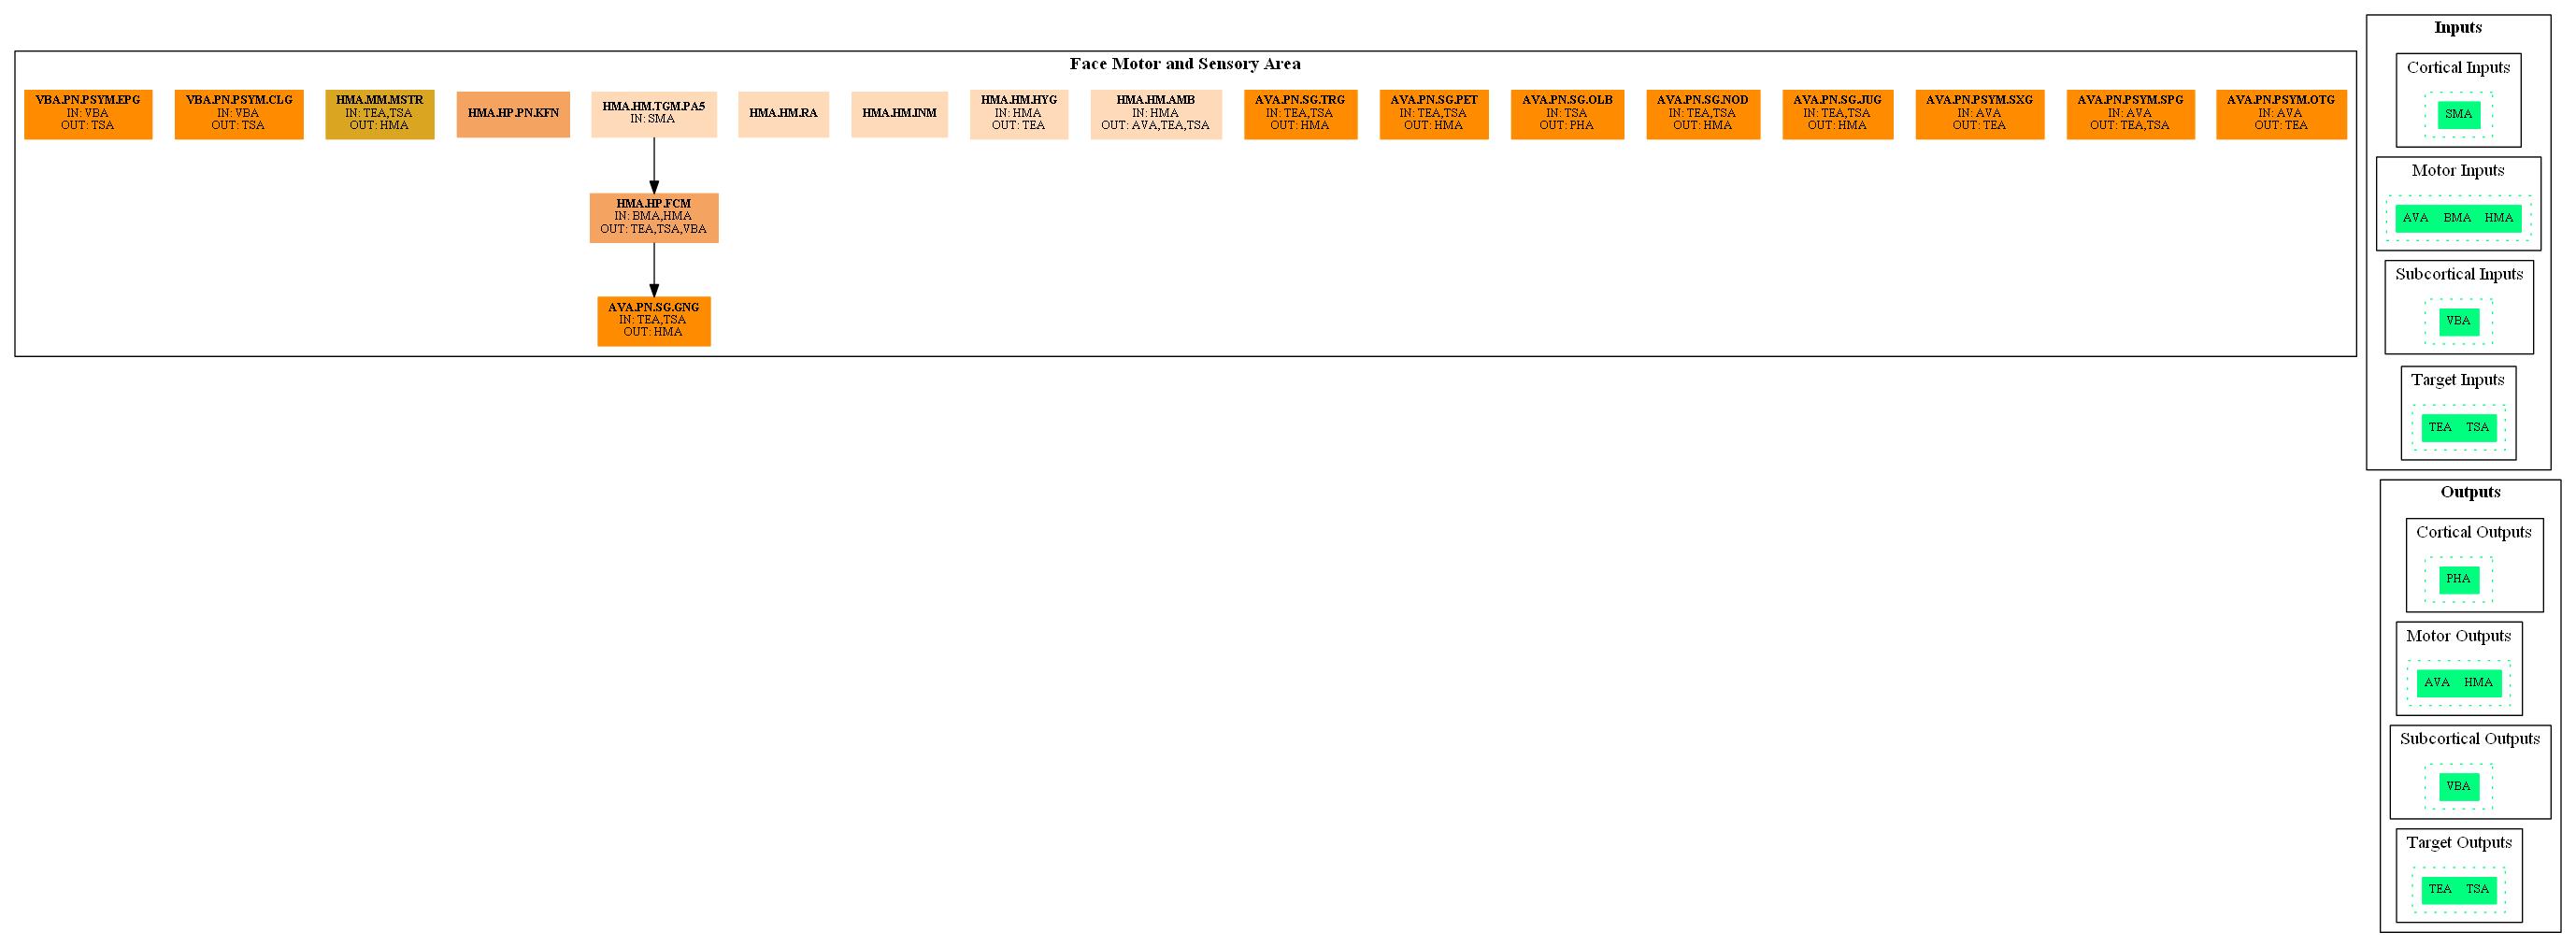 Face Motor and Sensory Area
VBA.PN.PSYM.EPG
IN: VBA
OUT: TSA
VBA.PN.PSYM.CLG
IN: VBA
OUT: TSA
HMA.MM.MSTR
IN: TEA,TSA
OUT: HMA
HMA.HP.PN.KFN
HMA.HM.TGM.PA5
IN: SMA
HMA.HM.RA
HMA.HM.INM
HMA.HM.HYG
IN: HMA
OUT: TEA
HMA.HM.AMB
IN: HMA
OUT: AVA,TEA,TSA
AVA.PN.SG.TRG
IN: TEA,TSA
OUT: HMA
AVA.PN.SG.PET
IN: TEA,TSA
OUT: HMA
AVA.PN.SG.OLB
IN: TSA
OUT: PHA
AVA.PN.SG.NOD
IN: TEA,TSA
OUT: HMA
AVA.PN.SG.JUG
IN: TEA,TSA
OUT: HMA
AVA.PN.PSYM.SXG
IN: AVA
OUT: TEA
AVA.PN.PSYM.SPG
IN: AVA
OUT: TEA,TSA
AVA.PN.PSYM.OTG
IN: AVA
OUT: TEA
HMA.HP.FCM
IN: BMA,HMA
OUT: TEA,TSA,VBA
AVA.PN.SG.GNG
IN: TEA,TSA
OUT: HMA
Inputs
Cortical Inputs
SMA
Motor Inputs
AVA BMA HMA
Subcortical Inputs
VBA
Target Inputs
TEA TSA
Outputs
Cortical Outputs
PHA
Motor Outputs
AVA HMA
Subcortical Outputs
VBA
Target Outputs
TEA TSA